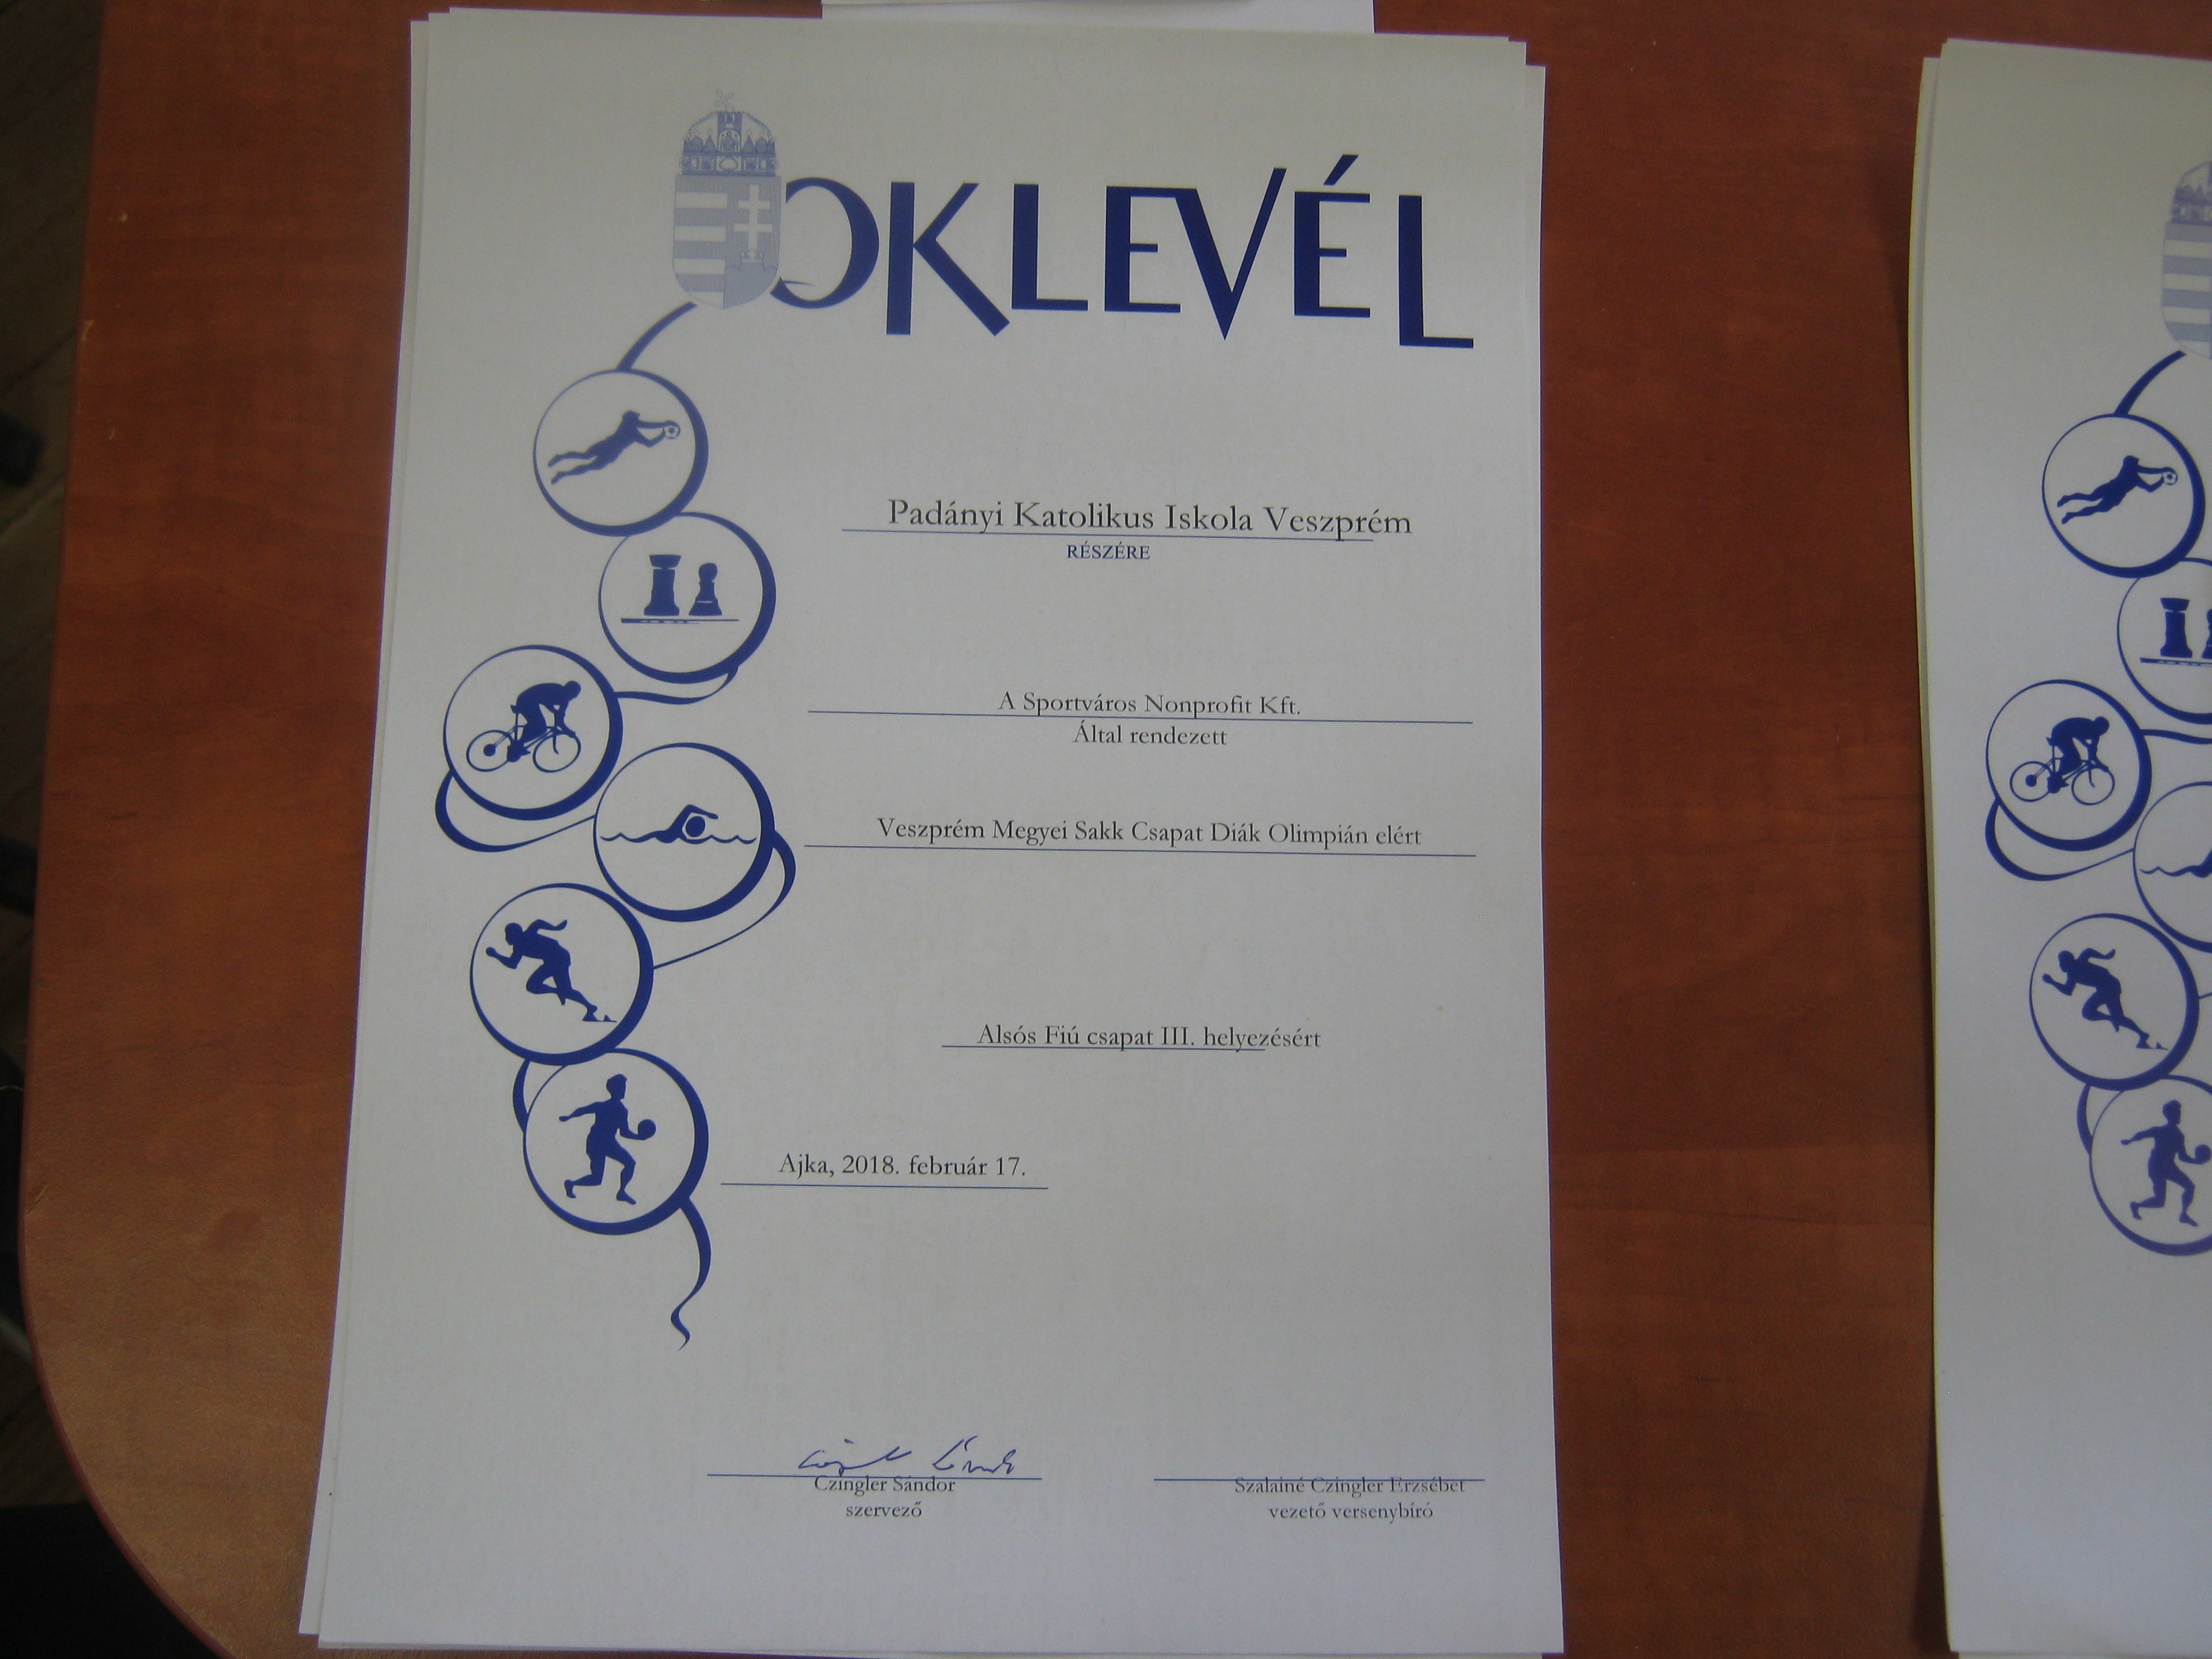 OKLEVÉL
Padányi Katolikus Iskola Veszprém
RÉSZÉRE
A Sportváros Nonprofit Kft.
Által rendezett
Veszprém Megyei Sakk Csapat Diák Olimpián elért
Alsós Fiú csapat III. helyezésért
Ajka, 2018. február 17.
Czingler Sándor
szervező
Szalainé Czingler Erzsébet
vezető versenybíró